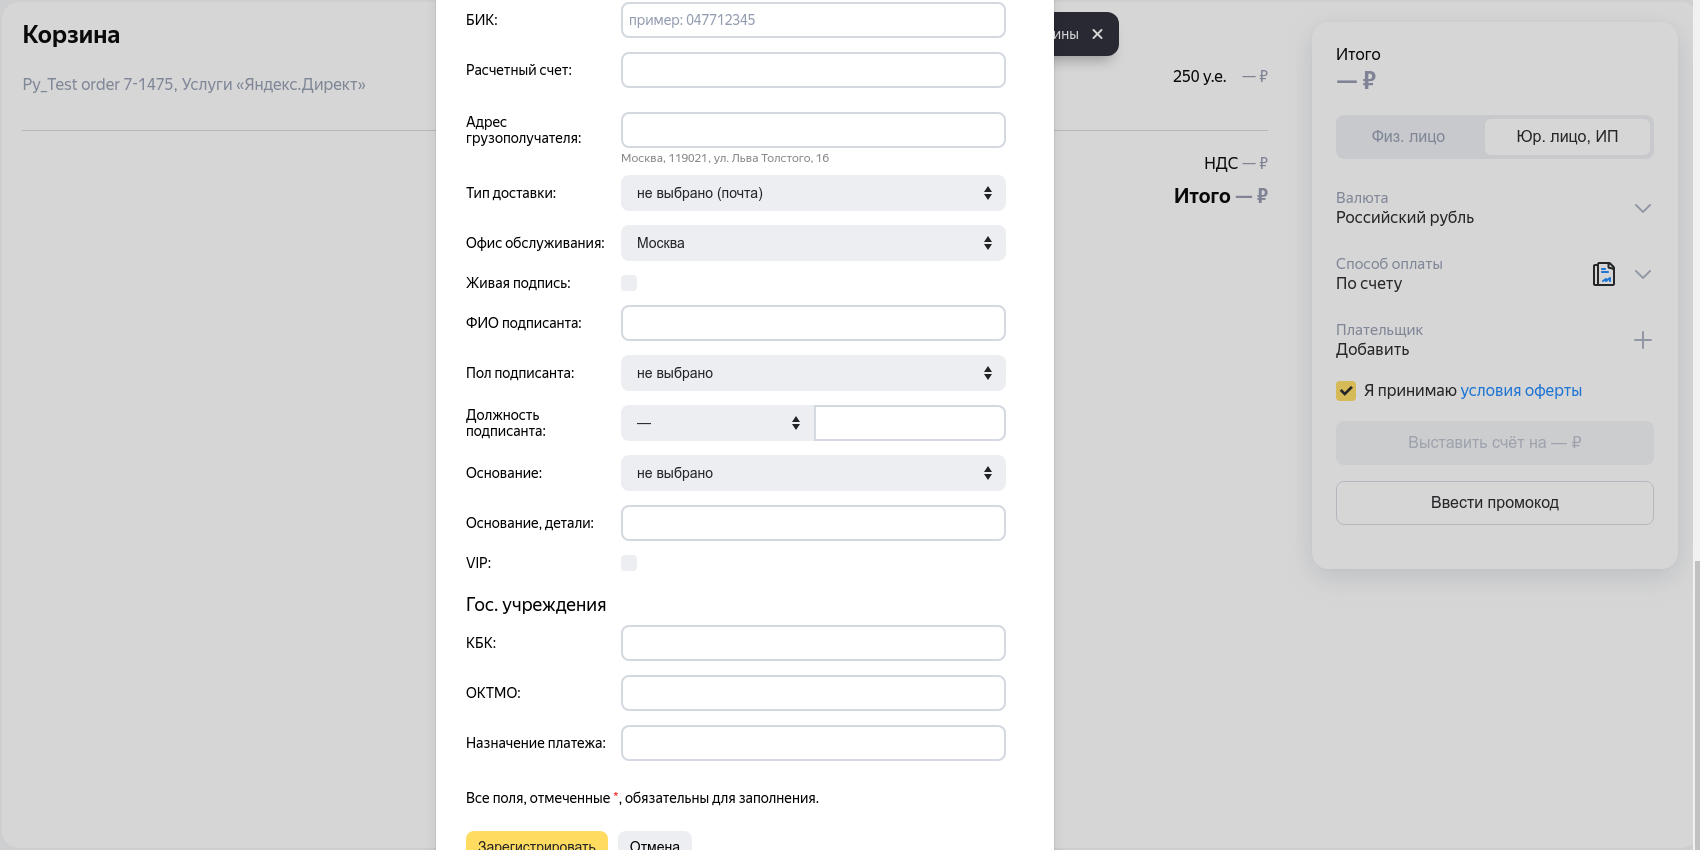 Корзина
Py_Test order 7-1475, Услуги «Яндекс.Директ»
БИК:
пример: 047712345
Расчетный счет:
Адрес
грузополучателя:
Москва, 119021, ул. Льва Толстого, 16
Тип доставки:
не выбрано (почта)
Офис обслуживания:
Москва
Живая подпись:
ФИО подписанта:
Пол подписанта:
не выбрано
Должность
подписанта:
—
Основание:
не выбрано
Основание, детали:
VIP:
Гос. учреждения
КБК:
ОКТМО:
Назначение платежа:
Все поля, отмеченные *, обязательны для заполнения.
Зарегистрировать
Отмена
250 у.е. — ₽
НДС — ₽
Итого — ₽
Итого
— ₽
Физ. лицо
Юр. лицо, ИП
Валюта
Российский рубль
Способ оплаты
По счету
Плательщик
Добавить
Я принимаю условия оферты
Выставить счёт на — ₽
Ввести промокод